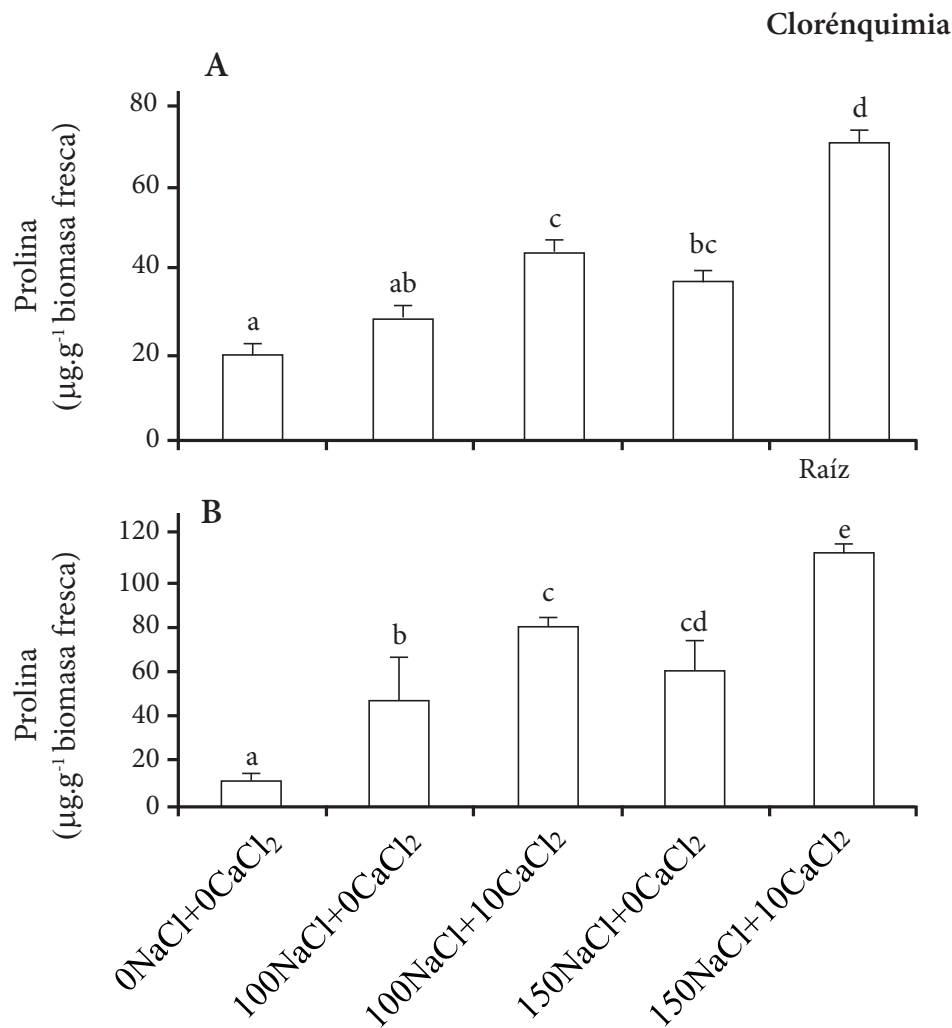 Clorénquimia
A
Prolina
(µg.g⁻¹ biomasa fresca)
80
60
40
20
0
a
ab
c
bc
d
Raíz
B
Prolina
(µg.g⁻¹ biomasa fresca)
120
100
80
60
40
20
0
a
b
c
cd
e
0NaCl+0CaCl₂
100NaCl+0CaCl₂
100NaCl+10CaCl₂
150NaCl+0CaCl₂
150NaCl+10CaCl₂